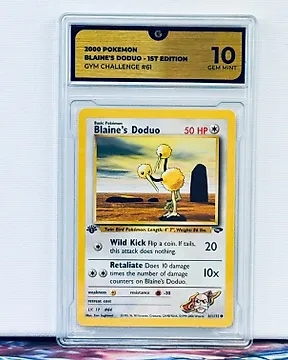 G
2000 POKEMON
BLAINE'S DODUO - 1ST EDITION
GYM CHALLENGE #61
10
GEM MINT
Basic Pokémon
Blaine's Doduo 50 HP
Twin Bird Pokémon. Length: 4' 7", Weight: 86 lbs.
Wild Kick Flip a coin. If tails, this attack does nothing. 20
Retaliate Does 10 damage times the number of damage counters on Blaine's Doduo. 10x
weakness
resistance -30
retreat cost
LV. 17 #84